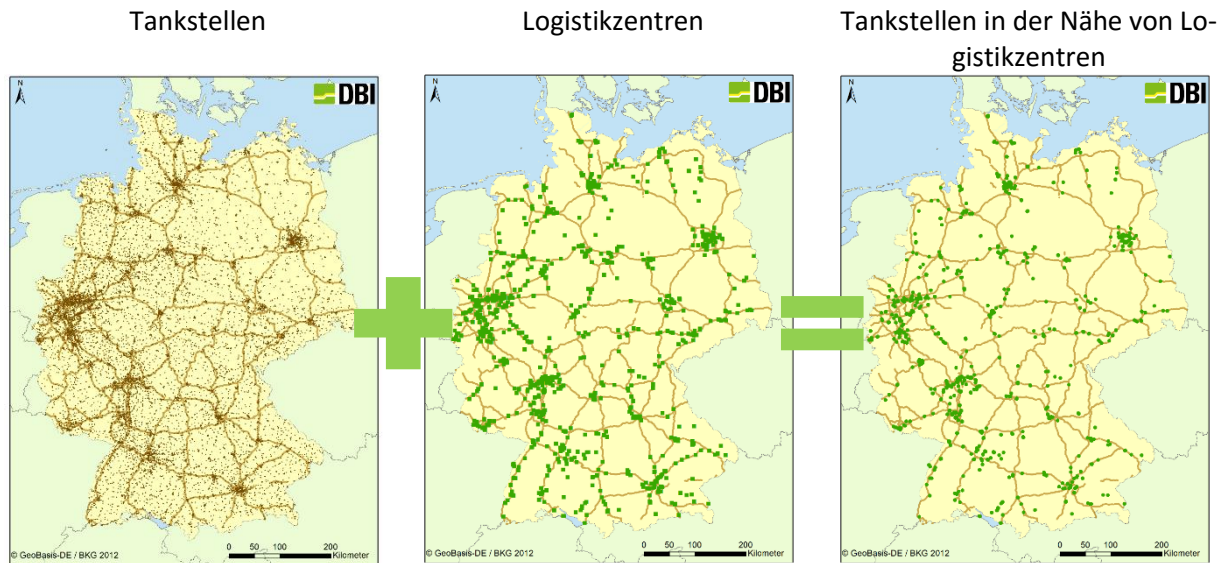 Tankstellen
Logistikzentren
Tankstellen in der Nähe von Lo-
gistikzentren
N
DBI
© GeoBasis-DE / BKG 2012
0 50 100 200
Kilometer
N
DBI
© GeoBasis-DE / BKG 2012
0 50 100 200
Kilometer
N
DBI
© GeoBasis-DE / BKG 2012
0 50 100 200
Kilometer